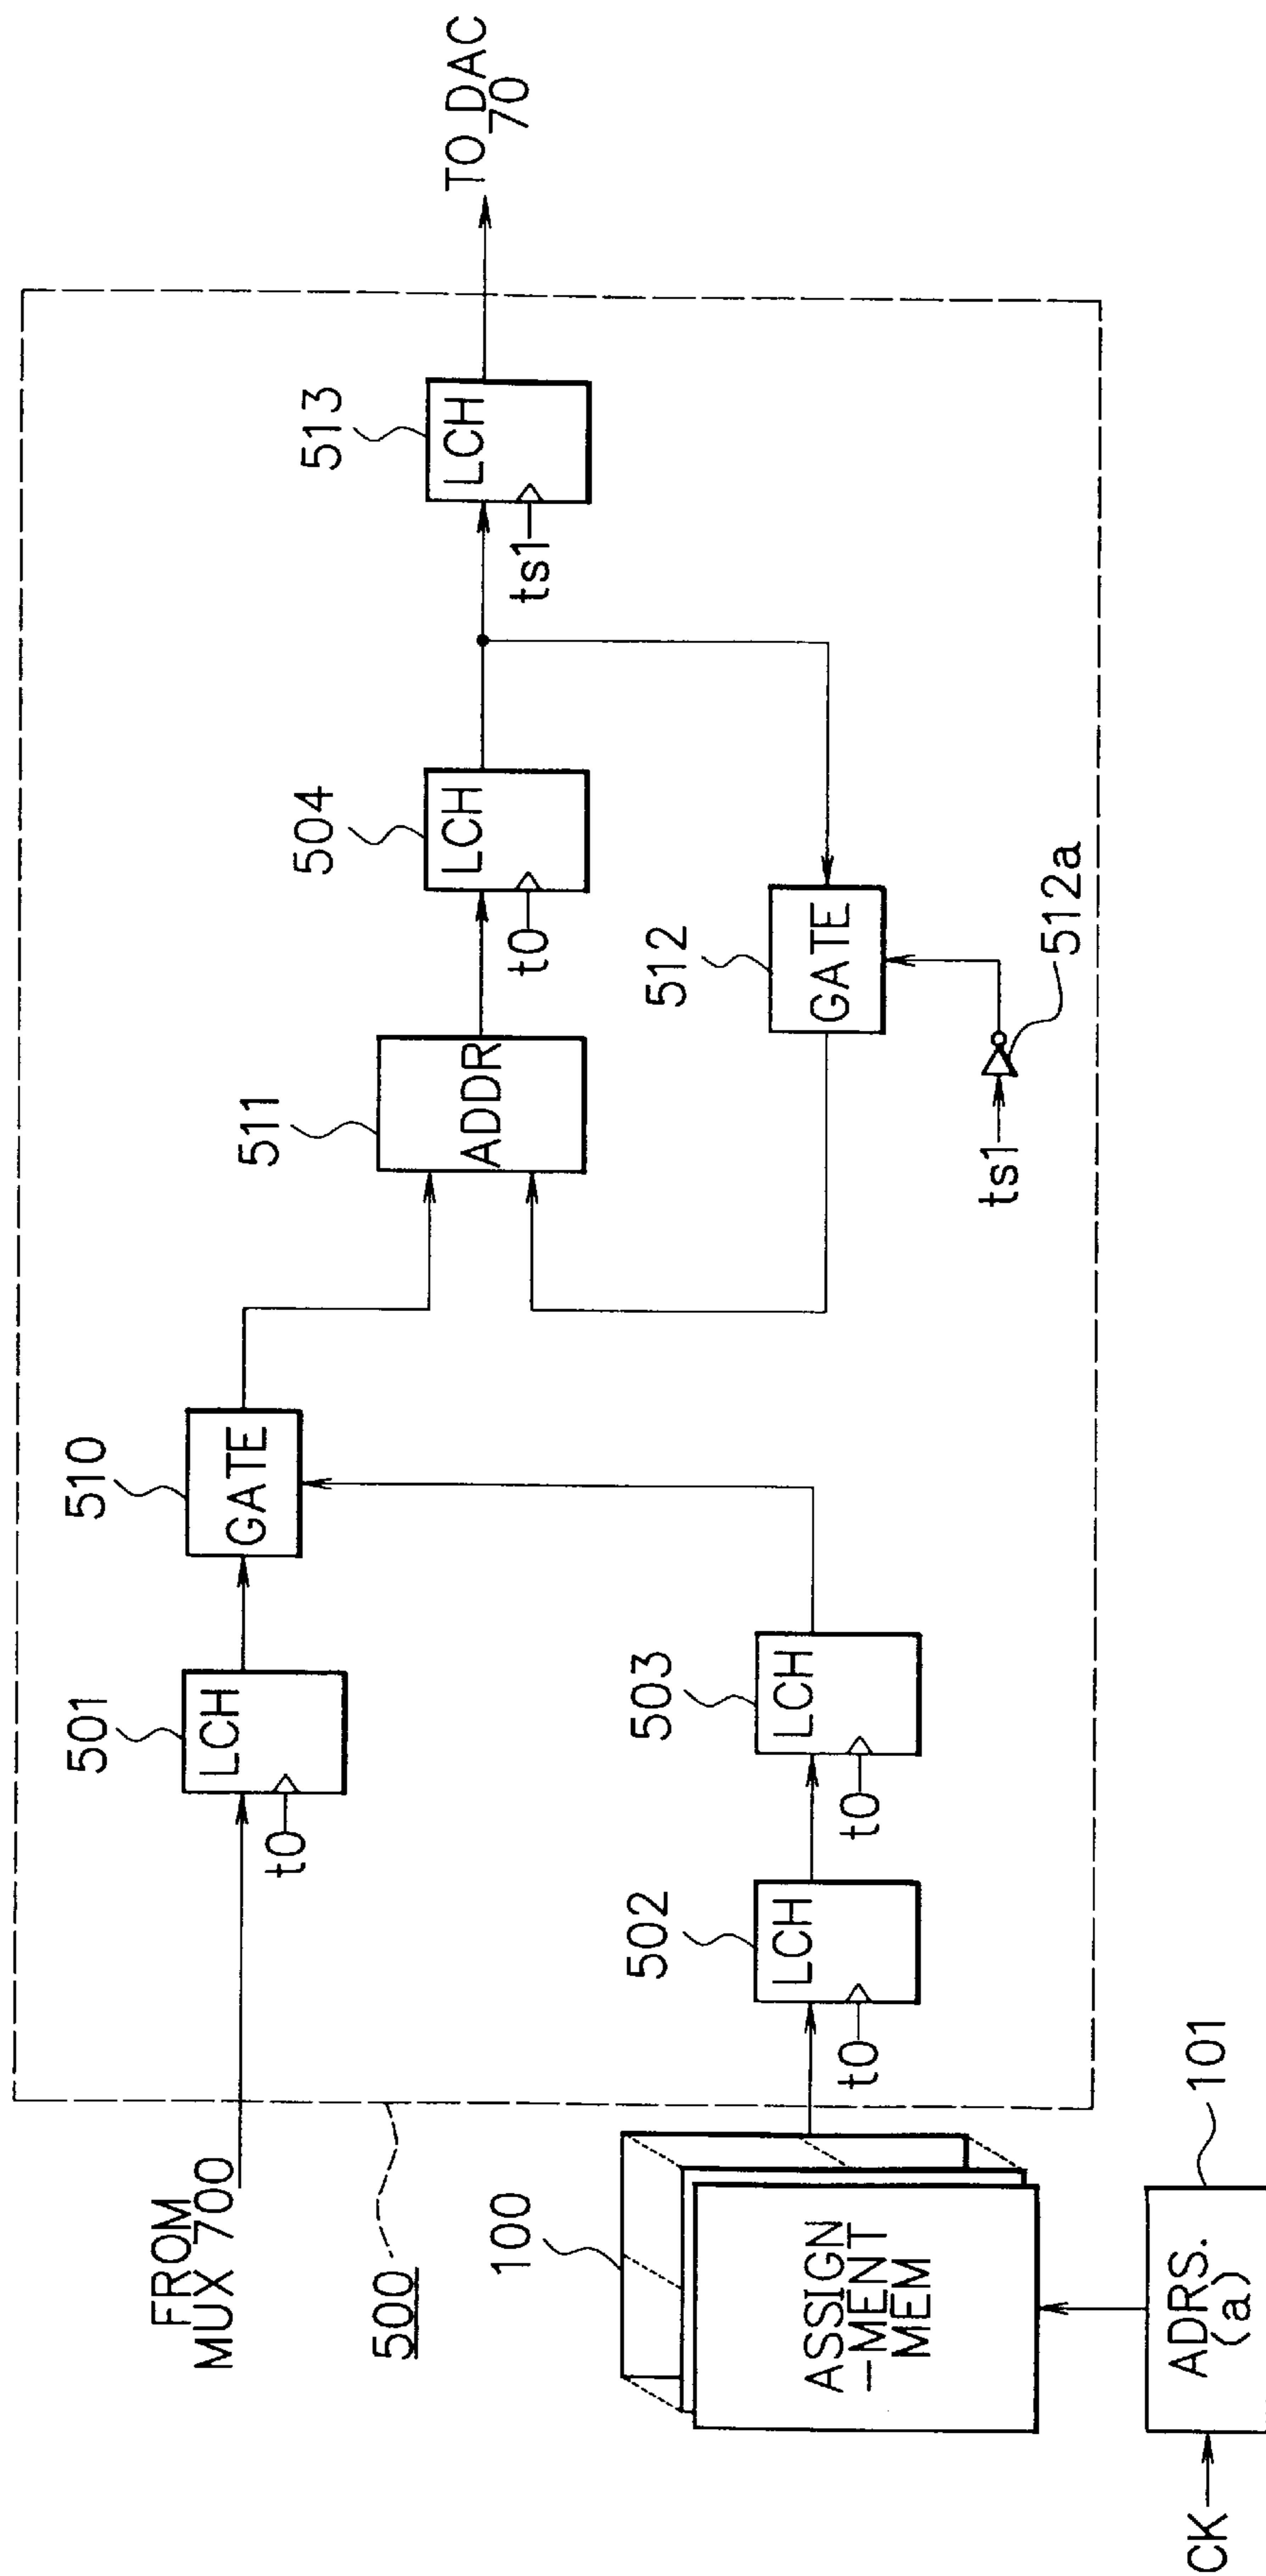 FROM
MUX 700
501
LCH
t0
510
GATE
511
ADDR
504
LCH
t0
513
LCH
ts1
TO DAC
70
500
100
ASSIGN
-MENT
MEM
502
LCH
t0
503
LCH
t0
512
GATE
ts1
512a
CK
101
ADRS.
(a)